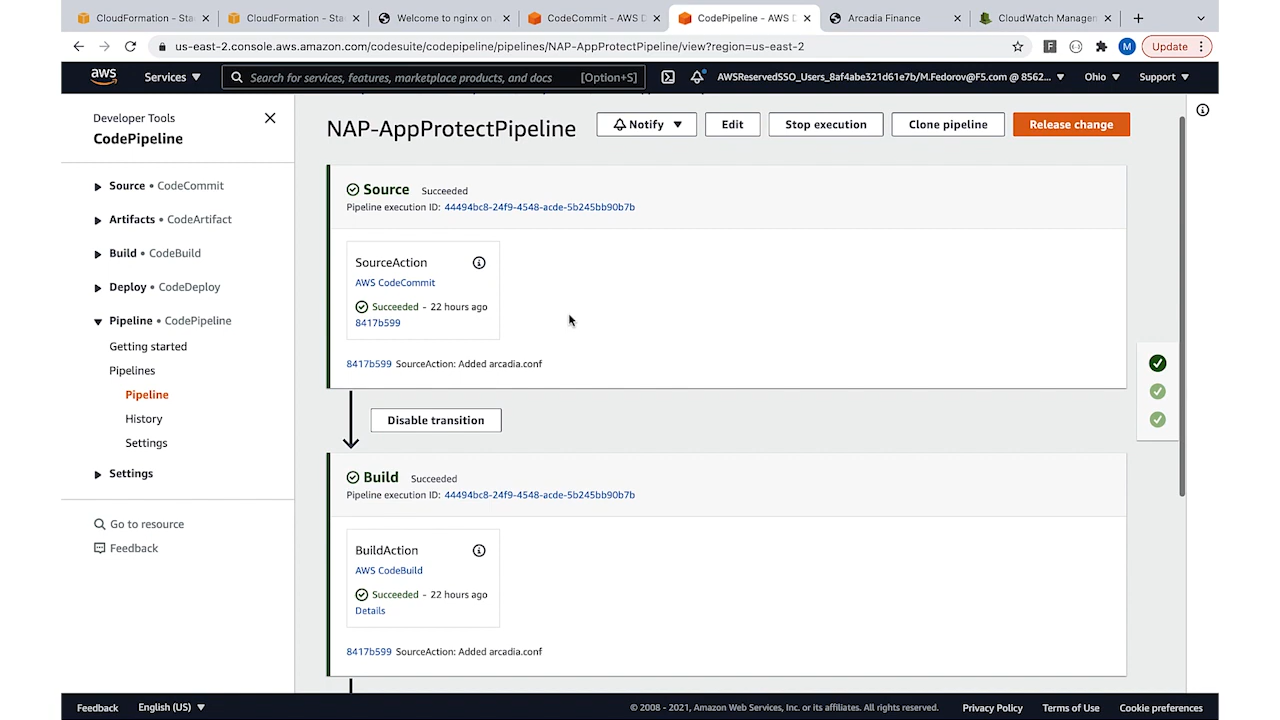 CloudFormation - Sta
CloudFormation - Sta
Welcome to nginx on
CodeCommit - AWS D
CodePipeline - AWS D
Arcadia Finance
CloudWatch Managem
us-east-2.console.aws.amazon.com/codesuite/codepipeline/pipelines/NAP-AppProtectPipeline/view?region=us-east-2
F
M
Update
aws
Services
Search for services, features, marketplace products, and docs
[Option+S]
AWSReservedSSO_Users_8af4abe321d61e7b/M.Fedorov@F5.com @ 8562...
Ohio
Support
Developer Tools
CodePipeline
Source • CodeCommit
Artifacts • CodeArtifact
Build • CodeBuild
Deploy • CodeDeploy
Pipeline • CodePipeline
Getting started
Pipelines
Pipeline
History
Settings
Settings
Go to resource
Feedback
NAP-AppProtectPipeline
Notify
Edit
Stop execution
Clone pipeline
Release change
Source Succeeded
Pipeline execution ID: 44494bc8-24f9-4548-acde-5b245bb90b7b
SourceAction
AWS CodeCommit
Succeeded - 22 hours ago
8417b599
8417b599 SourceAction: Added arcadia.conf
Disable transition
Build Succeeded
Pipeline execution ID: 44494bc8-24f9-4548-acde-5b245bb90b7b
BuildAction
AWS CodeBuild
Succeeded - 22 hours ago
Details
8417b599 SourceAction: Added arcadia.conf
Feedback
English (US)
© 2008 - 2021, Amazon Web Services, Inc. or its affiliates. All rights reserved.
Privacy Policy
Terms of Use
Cookie preferences